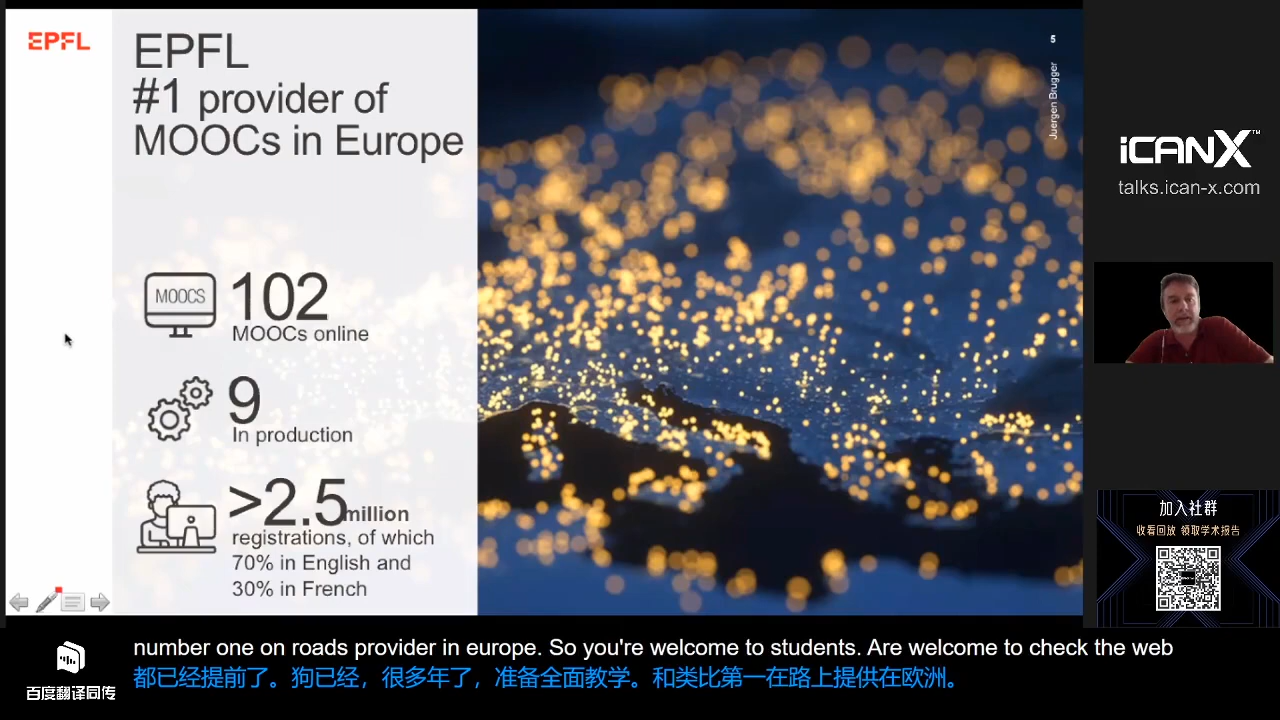 EPFL
EPFL
#1 provider of
MOOCs in Europe
MOOCS
102
MOOCs online
9
In production
>2.5 million
registrations, of which
70% in English and
30% in French
5
Juergen Brugger
iCANX™
talks.ican-x.com
加入社群
收看回放 领取学术报告
百度翻译同传
number one on roads provider in europe. So you're welcome to students. Are welcome to check the web
都已经提前了。狗已经，很多年了，准备全面教学。和类比第一在路上提供在欧洲。